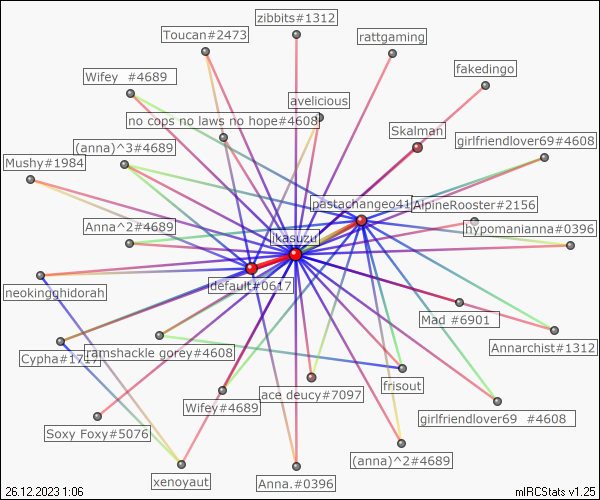 zibbits#1312
Toucan#2473
rattgaming
fakedingo
Wifey #4689
avelicious
no cops no laws no hope#4608
Skalman
girlfriendlover69#4608
(anna)^3#4689
Mushy#1984
pastachangeo41
AlpineRooster#2156
Anna^2#4689
ikasuzu
hypomanianna#0396
default#0617
neokingghidorah
Mad #6901
Annarchist#1312
Cypha#1717
ramshackle gorey#4608
frisout
ace deucy#7097
Wifey#4689
girlfriendlover69 #4608
Soxy Foxy#5076
(anna)^2#4689
xenoyaut
Anna.#0396
26.12.2023 1:06
mIRCStats v1.25